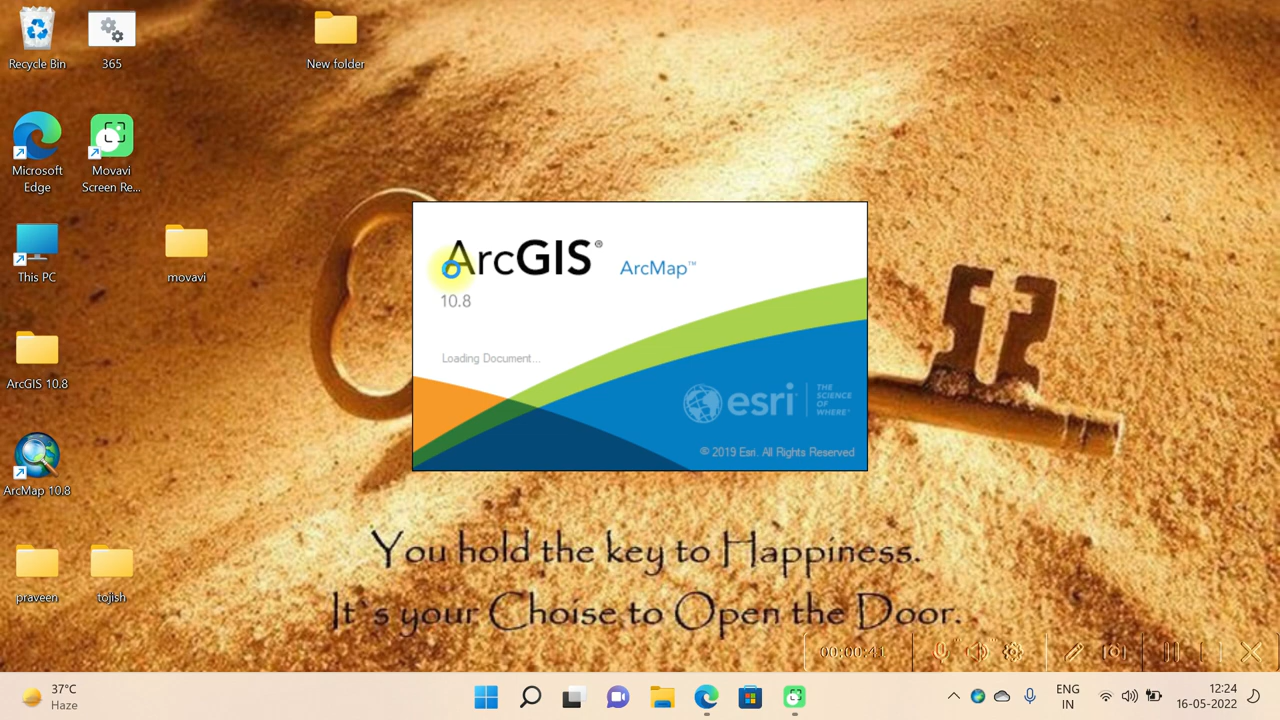 Recycle Bin
365
New folder
Microsoft
Edge
Movavi
Screen Re...
This PC
movavi
ArcGIS 10.8
ArcMap 10.8
praveen
tojish
ArcGIS® ArcMap™
10.8
Loading Document...
esri
THE
SCIENCE
OF
WHERE®
© 2019 Esri. All Rights Reserved
You hold the key to Happiness.
It`s your Choise to Open the Door.
00:00:41
37°C
Haze
ENG
IN
12:24
16-05-2022